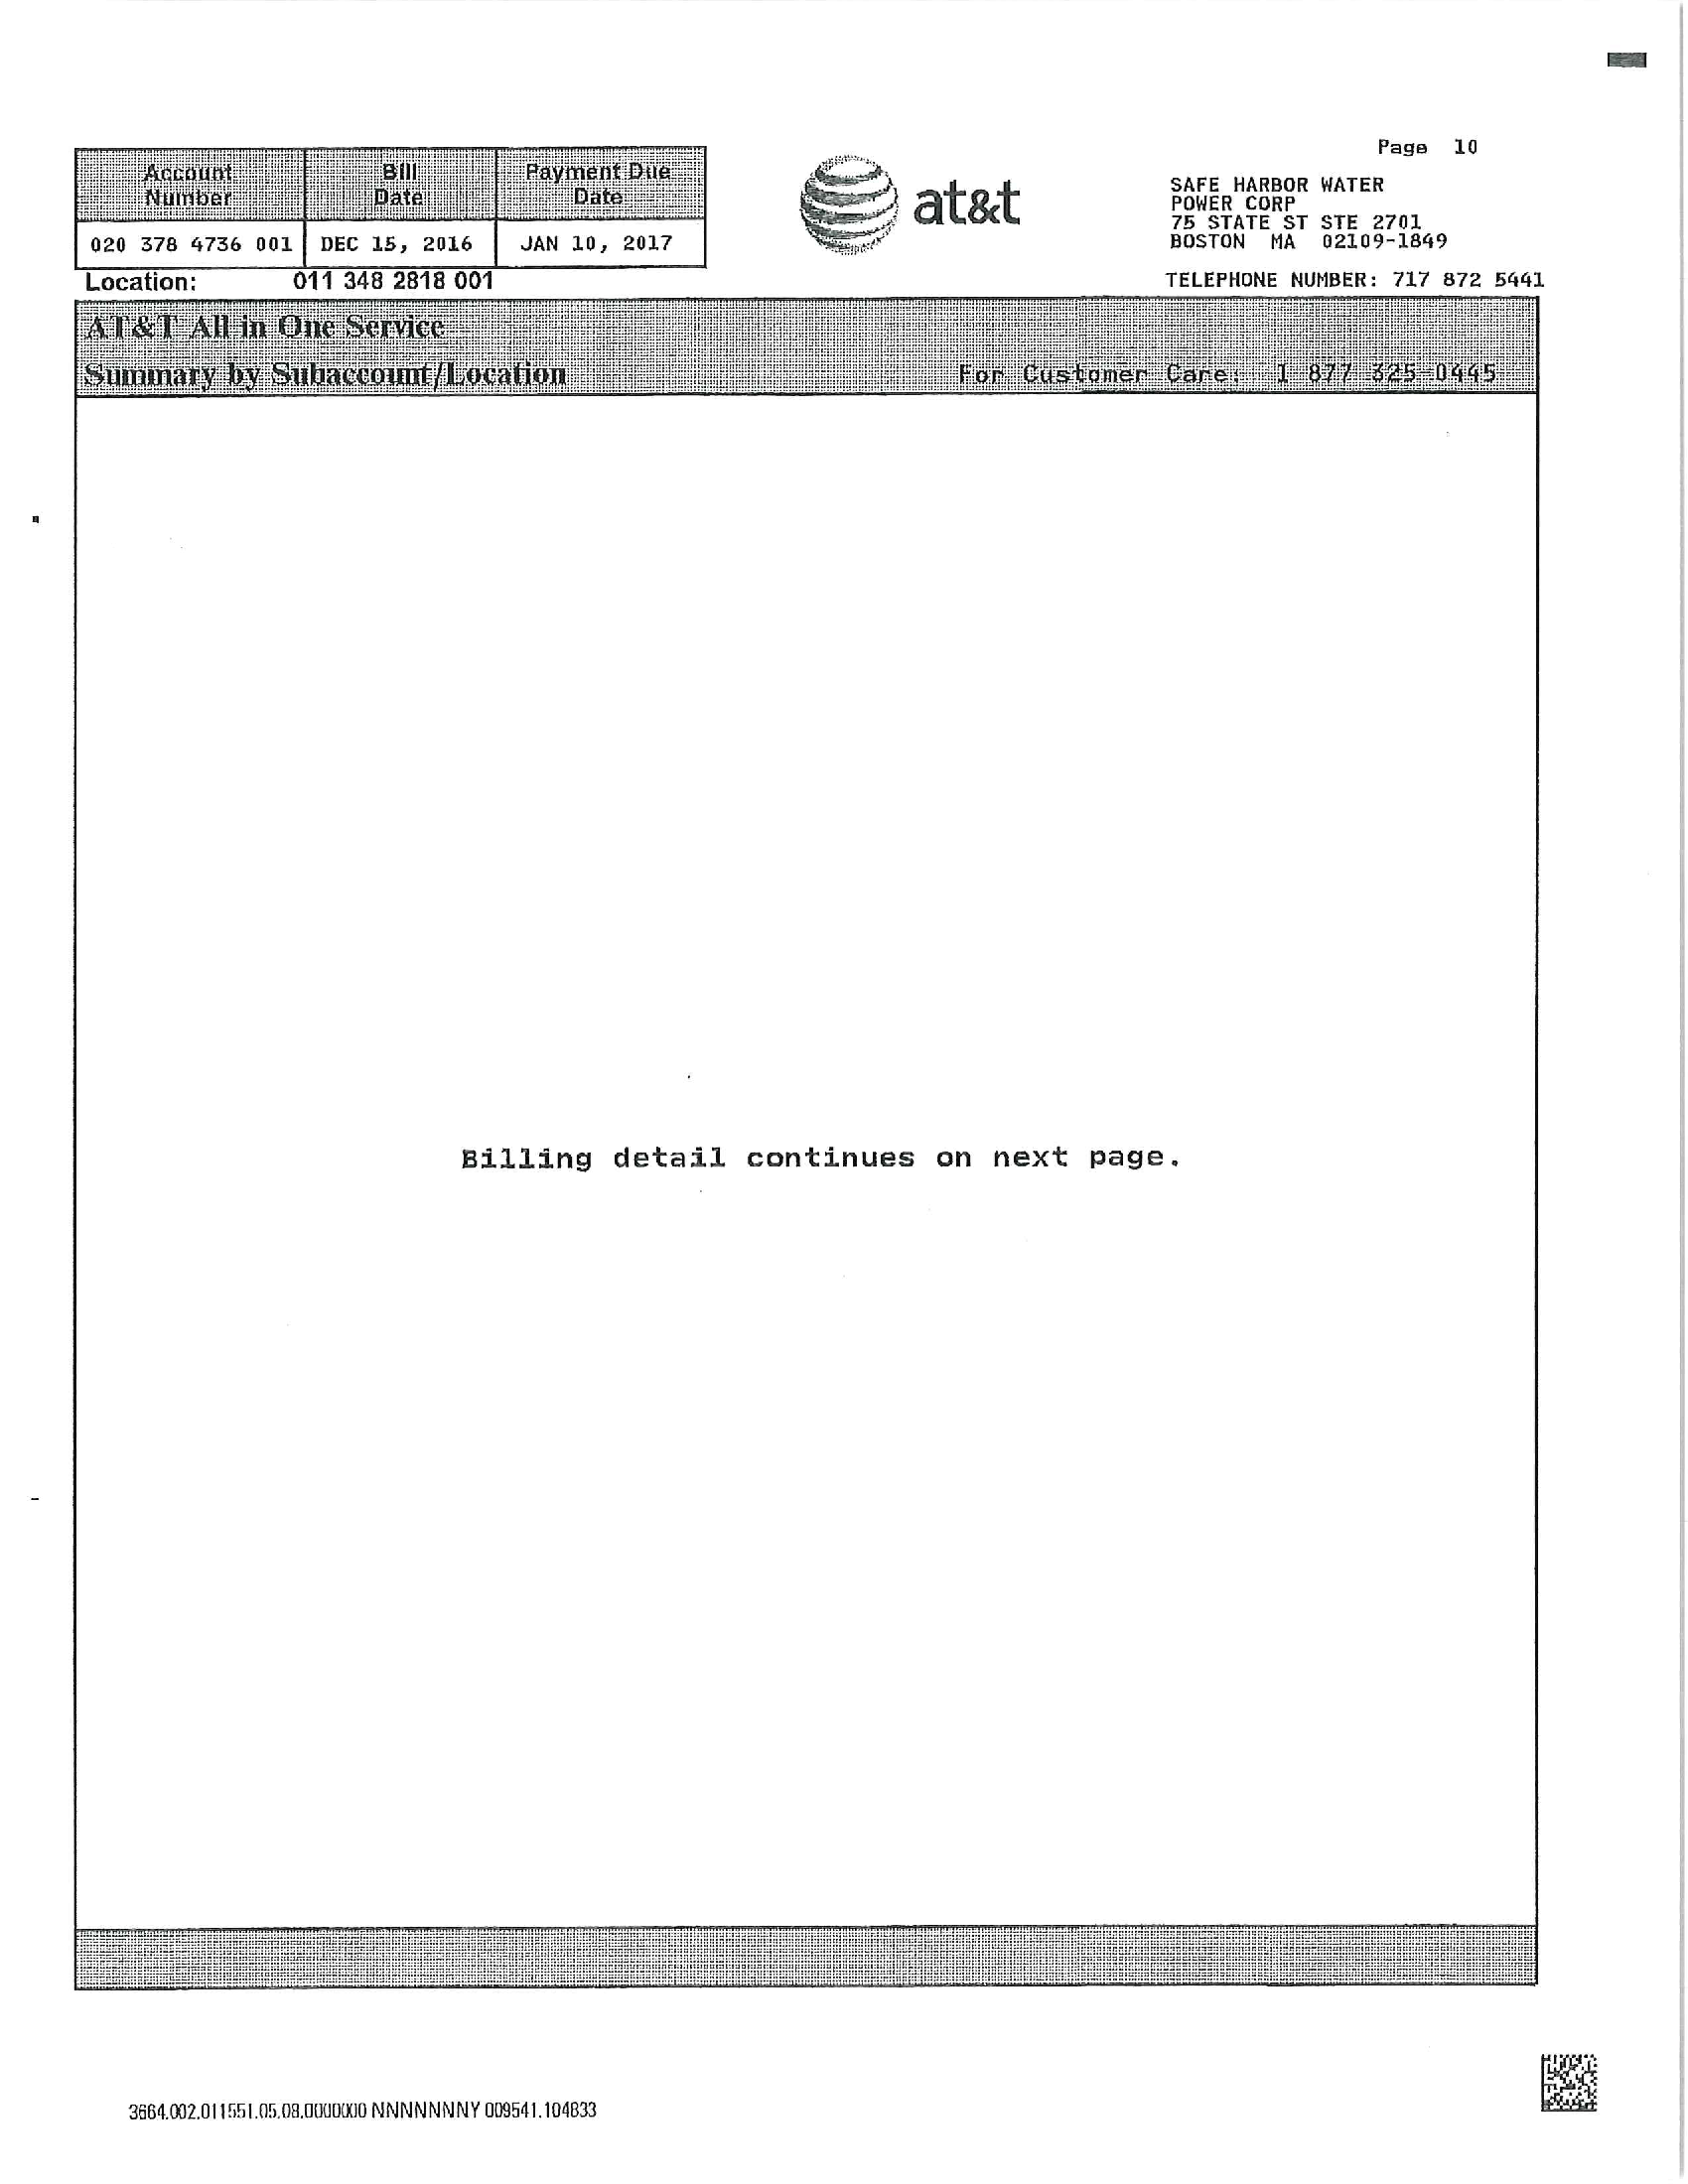 Page 10
Account Number
Bill Date
Payment Due Date
020 378 4736 001
DEC 15, 2016
JAN 10, 2017
at&t
SAFE HARBOR WATER
POWER CORP
75 STATE ST STE 2701
BOSTON MA 02109-1849
Location: 011 348 2818 001
TELEPHONE NUMBER: 717 872 5441
AT&T All in One Service
Summary by Subaccount/Location
For Customer Care: 1 877 325-0445
Billing detail continues on next page.
3664.002.011551.05.08.0000000 NNNNNNNY 009541.104833